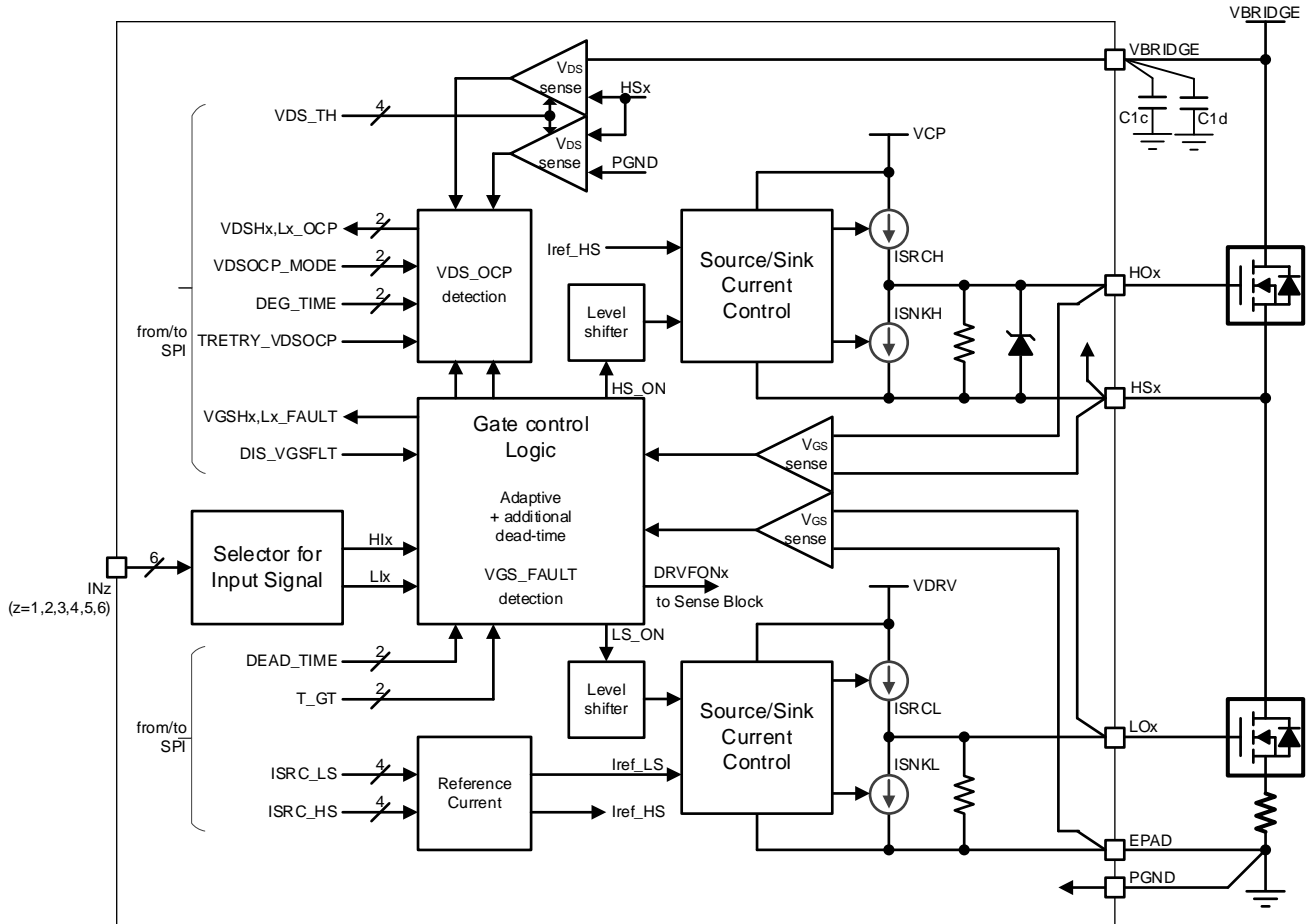 VBRIDGE
VBRIDGE
VDS
sense
HSx
C1c
C1d
VDS_TH
4
VDS
sense
PGND
VCP
VDSHx,Lx_OCP
2
VDSOCP_MODE
2
DEG_TIME
2
TRETRY_VDSOCP
from/to
SPI
VDS_OCP
detection
Iref_HS
Level
shifter
Source/Sink
Current
Control
ISRCH
ISNKH
HOx
HS_ON
HSx
VGSHx,Lx_FAULT
DIS_VGSFLT
Gate control
Logic
Adaptive
+ additional
dead-time
VGS_FAULT
detection
VGS
sense
VGS
sense
INz
(z=1,2,3,4,5,6)
6
Selector for
Input Signal
HIx
LIx
DRVFONx
to Sense Block
VDRV
LS_ON
DEAD_TIME
2
T_GT
2
from/to
SPI
Level
shifter
Source/Sink
Current
Control
ISRCL
ISNKL
LOx
ISRC_LS
4
ISRC_HS
4
Reference
Current
Iref_LS
Iref_HS
EPAD
PGND